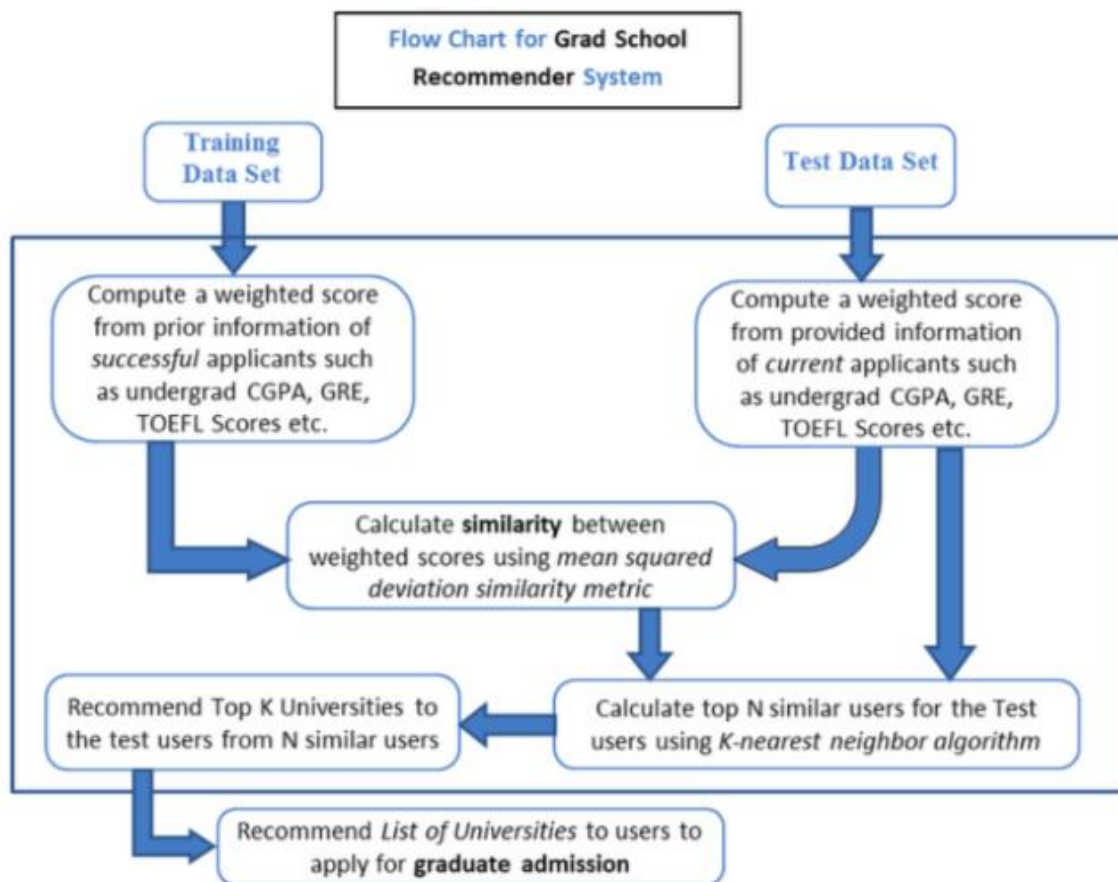 Flow Chart for Grad School
Recommender System
Training
Data Set
Test Data Set
Compute a weighted score
from prior information of
successful applicants such
as undergrad CGPA, GRE,
TOEFL Scores etc.
Compute a weighted score
from provided information
of current applicants such
as undergrad CGPA, GRE,
TOEFL Scores etc.
Calculate similarity between
weighted scores using mean squared
deviation similarity metric
Recommend Top K Universities to
the test users from N similar users
Calculate top N similar users for the Test
users using K-nearest neighbor algorithm
Recommend List of Universities to users to
apply for graduate admission